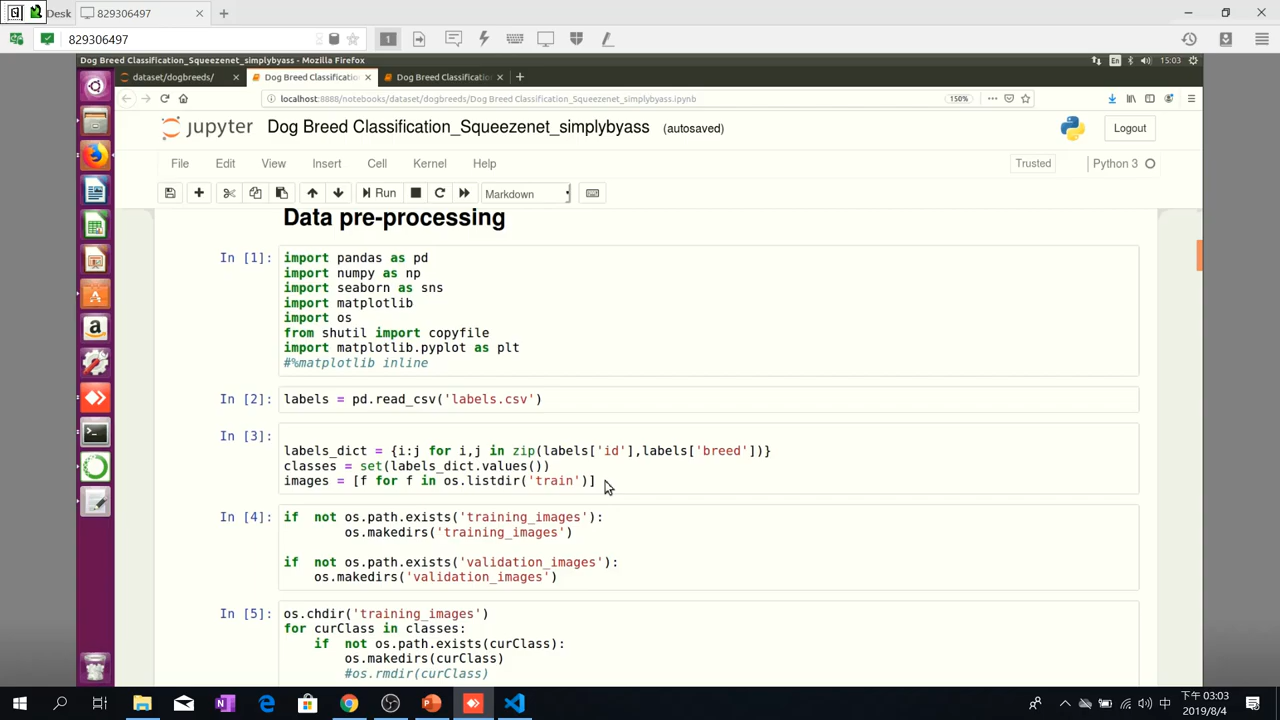 Desk
829306497
829306497
1
Dog Breed Classification_Squeezenet_simplybyass - Mozilla Firefox
En
15:03
dataset/dogbreeds/
Dog Breed Classificatio
Dog Breed Classificatio
localhost:8888/notebooks/dataset/dogbreeds/Dog Breed Classification_Squeezenet_simplybyass.ipynb
150%
jupyter
Dog Breed Classification_Squeezenet_simplybyass (autosaved)
Logout
File Edit View Insert Cell Kernel Help
Trusted
Python 3
Run
Markdown
Data pre-processing
In [1]:
import pandas as pd
import numpy as np
import seaborn as sns
import matplotlib
import os
from shutil import copyfile
import matplotlib.pyplot as plt
#%matplotlib inline
In [2]:
labels = pd.read_csv('labels.csv')
In [3]:
labels_dict = {i:j for i,j in zip(labels['id'],labels['breed'])}
classes = set(labels_dict.values())
images = [f for f in os.listdir('train')]
In [4]:
if  not os.path.exists('training_images'):
        os.makedirs('training_images')
if  not os.path.exists('validation_images'):
    os.makedirs('validation_images')
In [5]:
os.chdir('training_images')
for curClass in classes:
    if  not os.path.exists(curClass):
        os.makedirs(curClass)
        #os.rmdir(curClass)
中
下午 03:03
2019/8/4